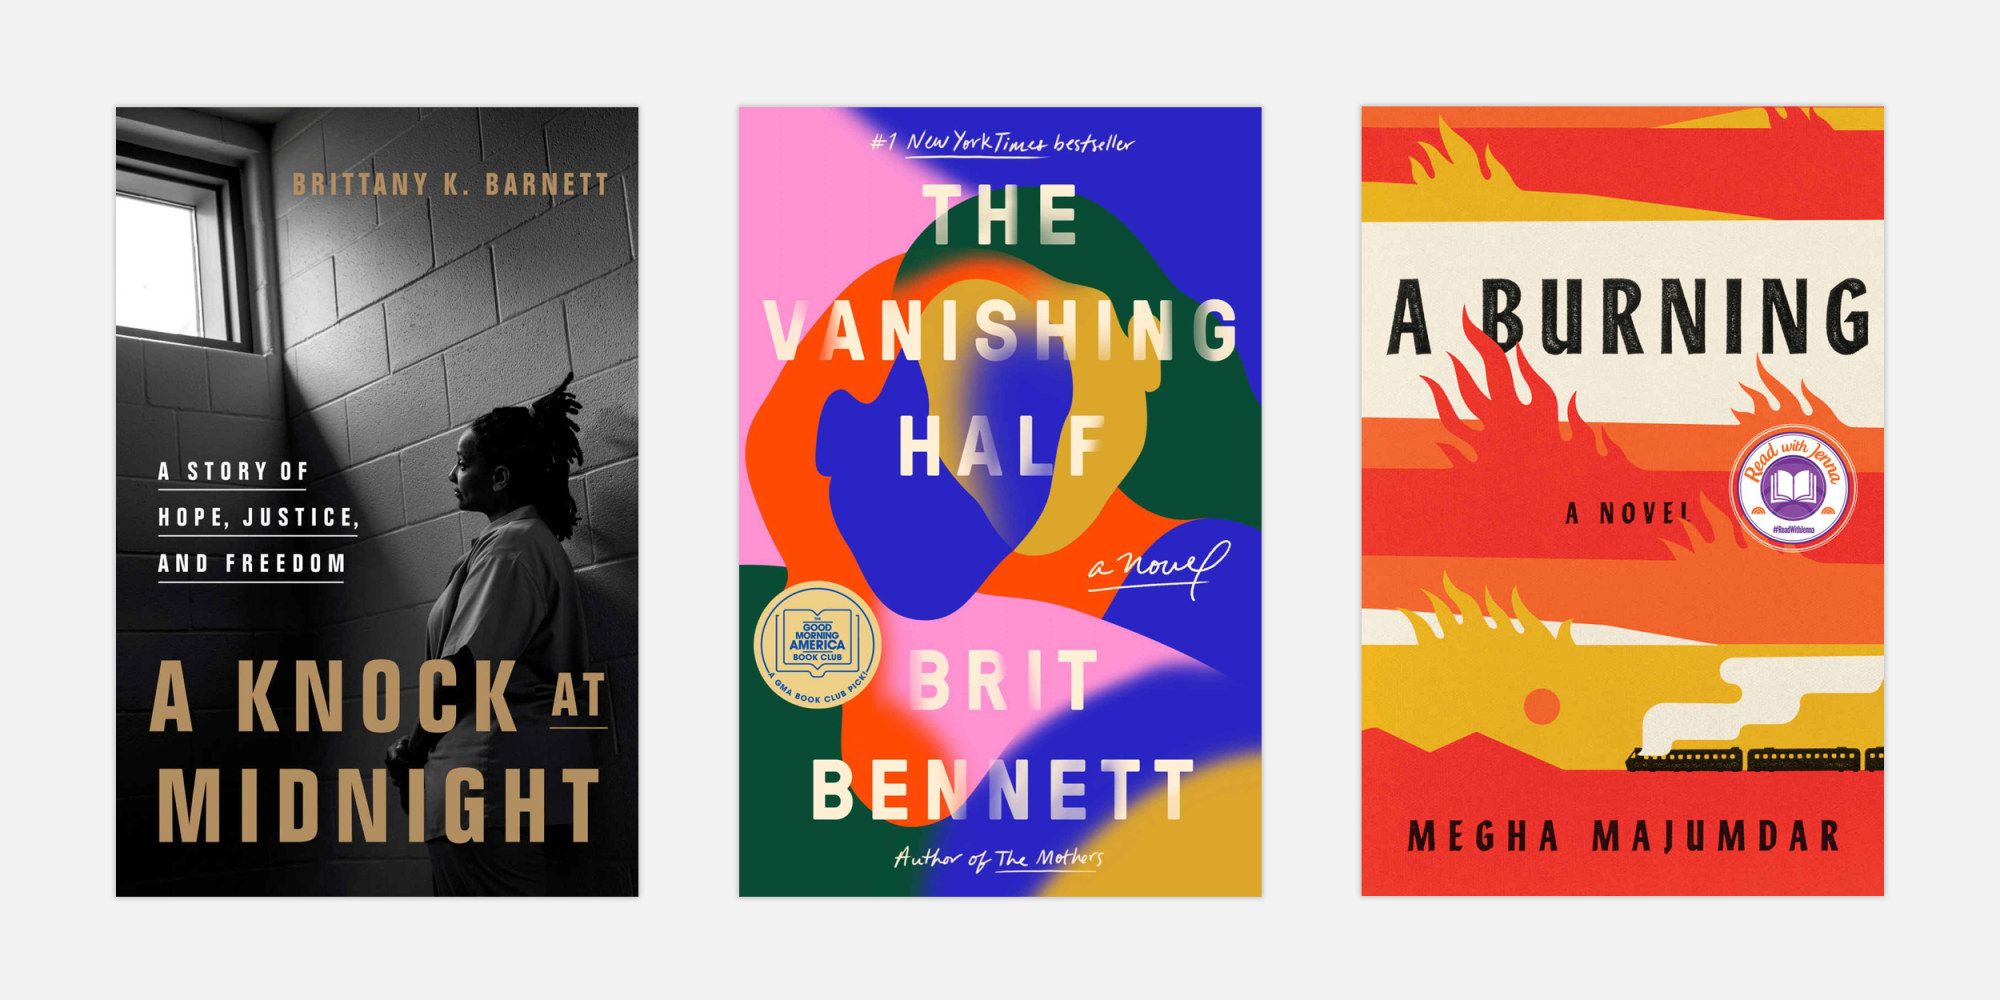 BRITTANY K. BARNETT
A STORY OF
HOPE, JUSTICE,
AND FREEDOM
A KNOCK AT
MIDNIGHT
#1 New York Times bestseller
THE
VANISHING
HALF
a novel
THE
GOOD
MORNING
AMERICA
BOOK CLUB
A GMA BOOK CLUB PICK!
BRIT
BENNETT
Author of The Mothers
A BURNING
Read with Jenna
#ReadWithJenna
A NOVEL
MEGHA MAJUMDAR